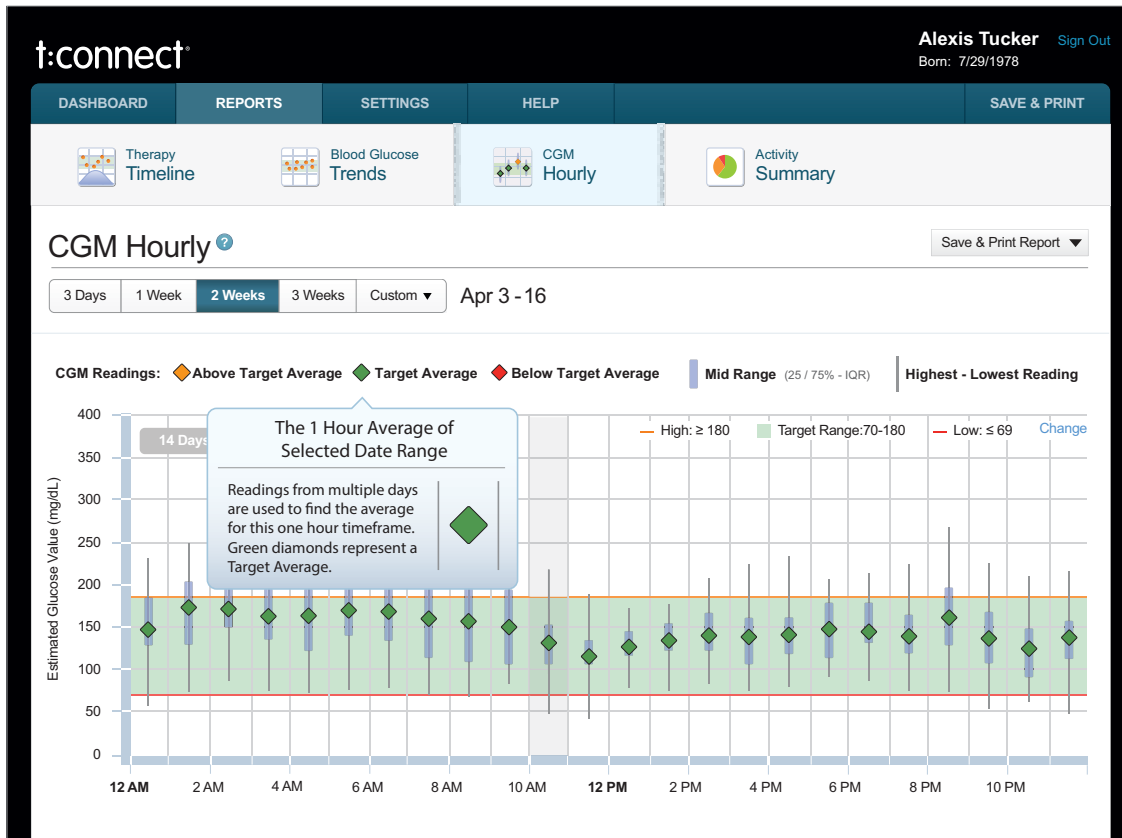 t:connect
Alexis Tucker Sign Out
Born: 7/29/1978
DASHBOARD REPORTS SETTINGS HELP SAVE & PRINT
Therapy
Timeline
Blood Glucose
Trends
CGM
Hourly
Activity
Summary
CGM Hourly ?
Save & Print Report
3 Days 1 Week 2 Weeks 3 Weeks Custom Apr 3 - 16
CGM Readings: Above Target Average Target Average Below Target Average Mid Range (25 / 75% - IQR) Highest - Lowest Reading
14 Days
High: ≥ 180 Target Range:70-180 Low: ≤ 69 Change
The 1 Hour Average of
Selected Date Range
Readings from multiple days
are used to find the average
for this one hour timeframe.
Green diamonds represent a
Target Average.
Estimated Glucose Value (mg/dL)
400
350
300
250
200
150
100
50
0
12 AM 2 AM 4 AM 6 AM 8 AM 10 AM 12 PM 2 PM 4 PM 6 PM 8 PM 10 PM